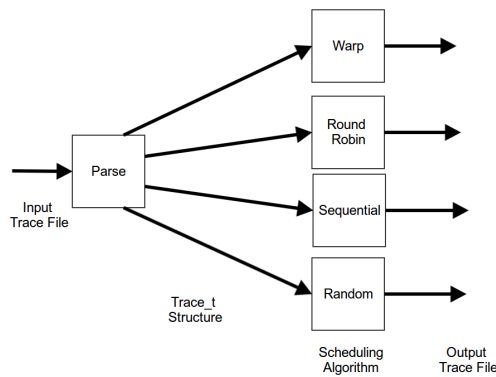 Warp
Round
Robin
Parse
Sequential
Input
Trace File
Random
Trace_t
Structure
Scheduling
Algorithm
Output
Trace File